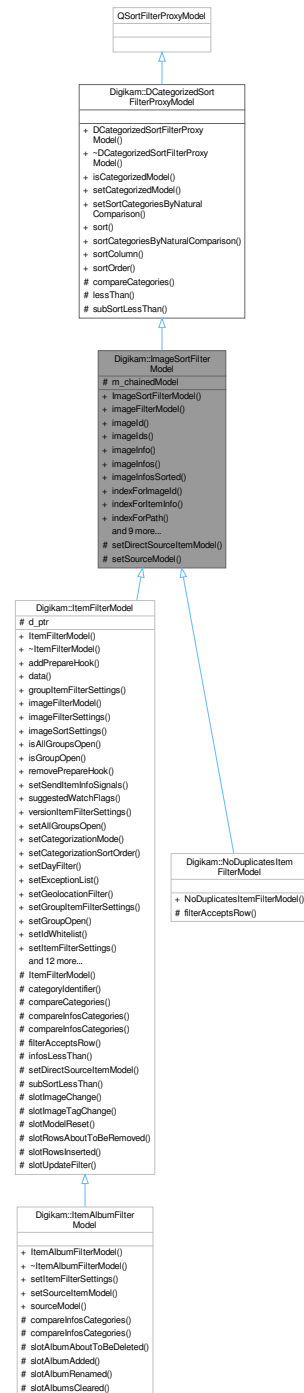 QSortFilterProxyModel
Digikam::DCategorizedSort
FilterProxyModel
+ DCategorizedSortFilterProxy
Model()
+ ~DCategorizedSortFilterProxy
Model()
+ isCategorizedModel()
+ setCategorizedModel()
+ setSortCategoriesByNatural
Comparison()
+ sort()
+ sortCategoriesByNaturalComparison()
+ sortColumn()
+ sortOrder()
# compareCategories()
# lessThan()
# subSortLessThan()
Digikam::ImageSortFilter
Model
# m_chainedModel
+ ImageSortFilterModel()
+ imageFilterModel()
+ imageId()
+ imageIds()
+ imageInfo()
+ imageInfos()
+ imageInfosSorted()
+ indexForImageId()
+ indexForItemInfo()
+ indexForPath()
and 9 more...
# setDirectSourceItemModel()
# setSourceModel()
Digikam::ItemFilterModel
# d_ptr
+ ItemFilterModel()
+ ~ItemFilterModel()
+ addPrepareHook()
+ data()
+ groupItemFilterSettings()
+ imageFilterModel()
+ imageFilterSettings()
+ imageSortSettings()
+ isAllGroupsOpen()
+ isGroupOpen()
+ removePrepareHook()
+ setSendItemInfoSignals()
+ suggestedWatchFlags()
+ versionItemFilterSettings()
+ setAllGroupsOpen()
+ setCategorizationMode()
+ setCategorizationSortOrder()
+ setDayFilter()
+ setExceptionList()
+ setGeolocationFilter()
+ setGroupItemFilterSettings()
+ setGroupOpen()
+ setIdWhitelist()
+ setItemFilterSettings()
and 12 more...
# ItemFilterModel()
# categoryIdentifier()
# compareCategories()
# compareInfosCategories()
# compareInfosCategories()
# filterAcceptsRow()
# infosLessThan()
# setDirectSourceItemModel()
# subSortLessThan()
# slotImageChange()
# slotImageTagChange()
# slotModelReset()
# slotRowsAboutToBeRemoved()
# slotRowsInserted()
# slotUpdateFilter()
Digikam::NoDuplicatesItem
FilterModel
+ NoDuplicatesItemFilterModel()
# filterAcceptsRow()
Digikam::ItemAlbumFilter
Model
+ ItemAlbumFilterModel()
+ ~ItemAlbumFilterModel()
+ setItemFilterSettings()
+ setSourceItemModel()
+ sourceModel()
# compareInfosCategories()
# compareInfosCategories()
# slotAlbumAboutToBeDeleted()
# slotAlbumAdded()
# slotAlbumRenamed()
# slotAlbumsCleared()